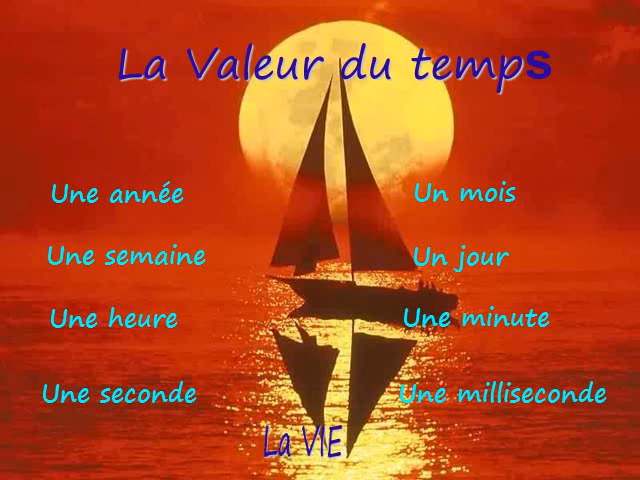 La Valeur du temps
Une année
Un mois
Une semaine
Un jour
Une heure
Une minute
Une seconde
Une milliseconde
La VIE